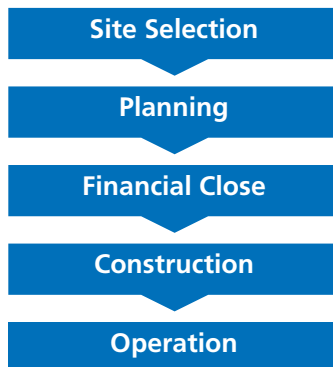 Site Selection
Planning
Financial Close
Construction
Operation